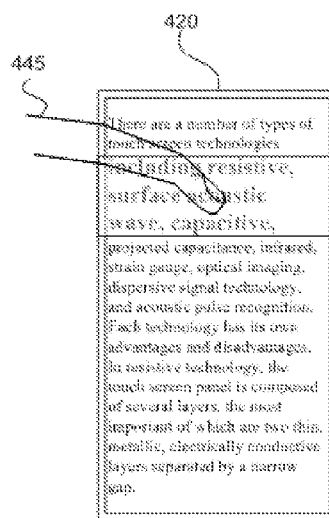 420
445
There are a number of types of
touch screen technologies
including resistive,
surface acoustic
wave, capacitive,
projected capacitance, infrared,
strain gauge, optical imaging,
dispersive signal technology,
and acoustic pulse recognition.
Each technology has its own
advantages and disadvantages.
In resistive technology, the
touch screen panel is composed
of several layers, the most
important of which are two thin,
metallic, electrically conductive
layers separated by a narrow
gap.